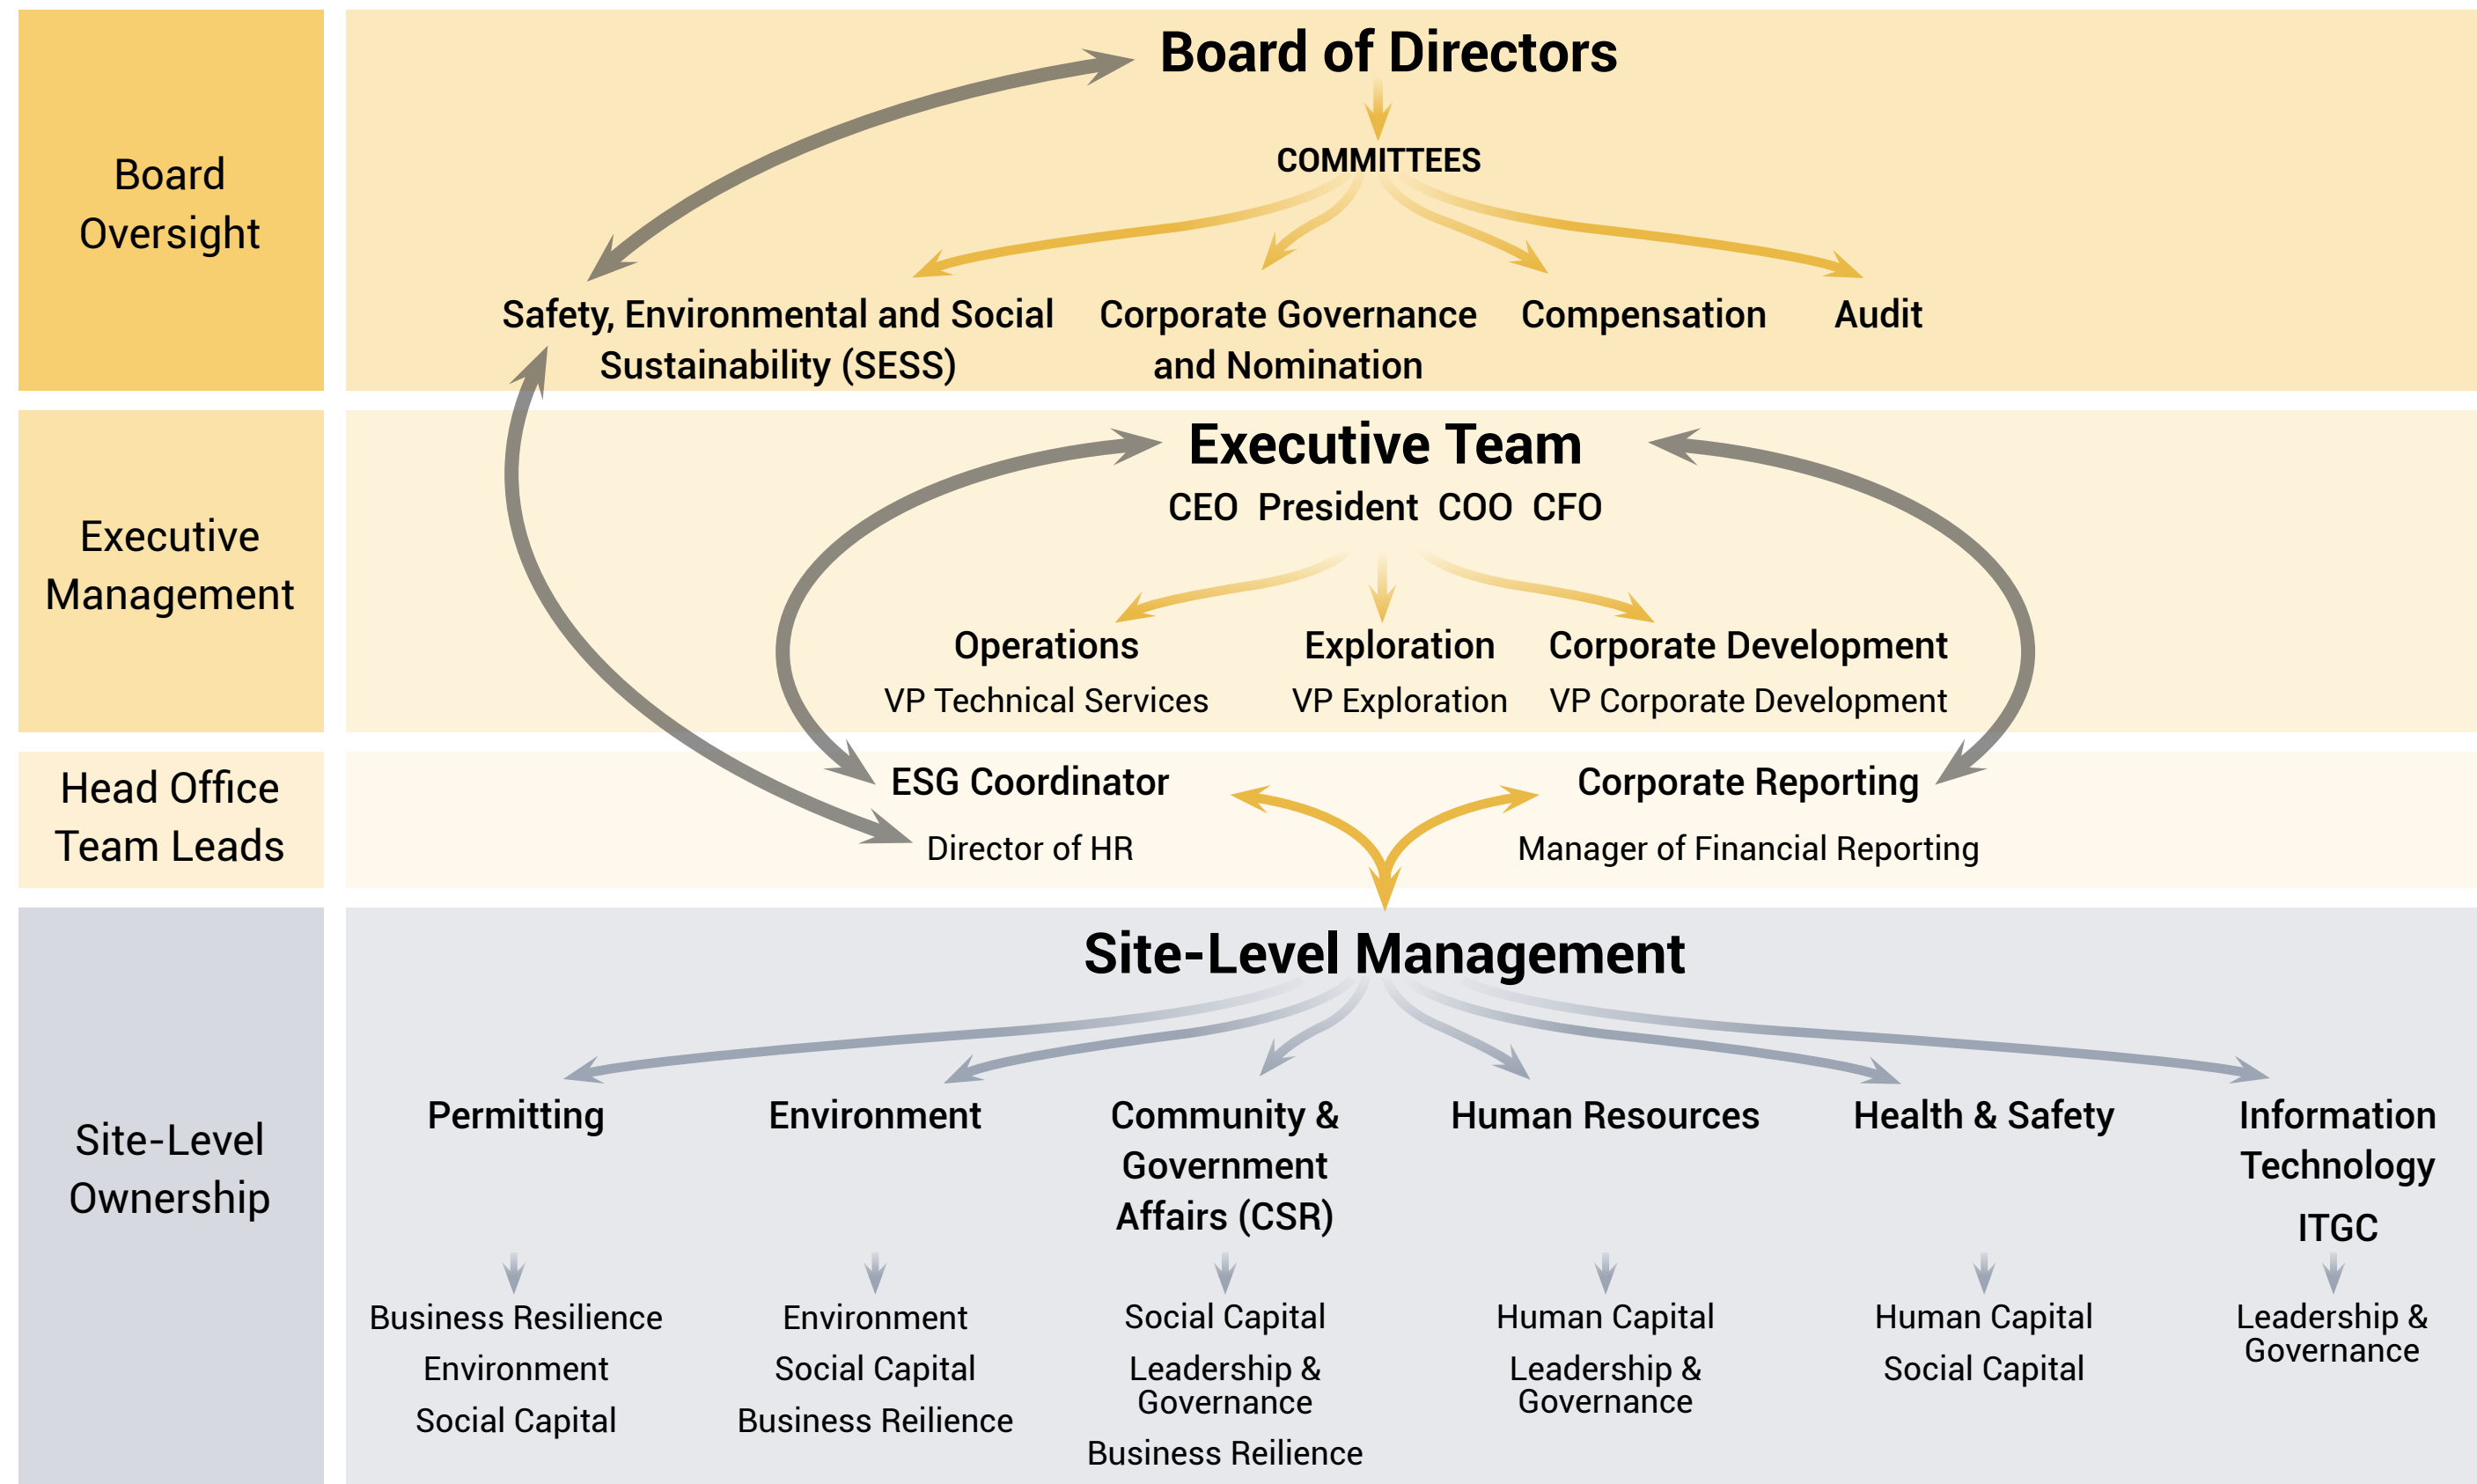 Board
Oversight
Board of Directors
COMMITTEES
Safety, Environmental and Social
Sustainability (SESS)
Corporate Governance
and Nomination
Compensation
Audit
Executive
Management
Executive Team
CEO President COO CFO
Operations
VP Technical Services
Exploration
VP Exploration
Corporate Development
VP Corporate Development
Head Office
Team Leads
ESG Coordinator
Director of HR
Corporate Reporting
Manager of Financial Reporting
Site-Level
Ownership
Site-Level Management
Permitting
Business Resilience
Environment
Social Capital
Environment
Environment
Social Capital
Business Reilience
Community &
Government
Affairs (CSR)
Social Capital
Leadership &
Governance
Business Reilience
Human Resources
Human Capital
Leadership &
Governance
Health & Safety
Human Capital
Social Capital
Information
Technology
ITGC
Leadership &
Governance